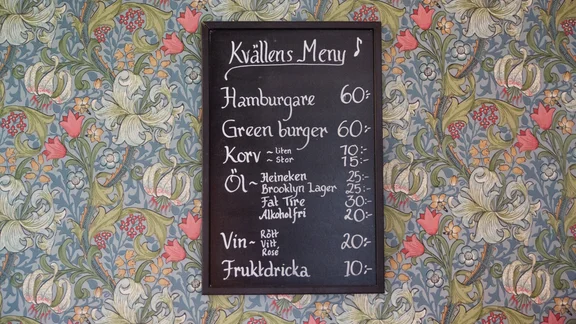 Kvällens Meny
Hamburgare 60:-
Green burger 60:-
Korv ~ liten 10:-
~ Stor 15:-
Öl ~ Heineken 25:-
Brooklyn Lager 25:-
Fat Tire 30:-
Alkoholfri 20:-
Vin ~ Rött
Vitt, 20:-
Rosé
Fruktdricka 10:-